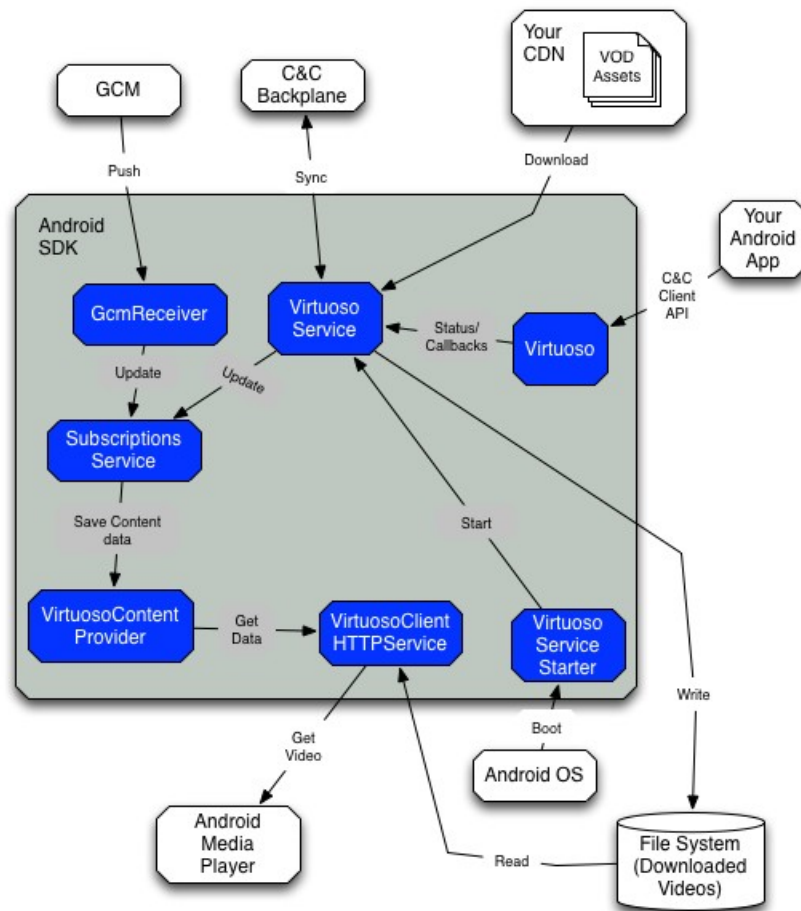 Your
CDN
VOD
Assets
GCM
C&C
Backplane
Push
Sync
Download
Android
SDK
Your
Android
App
C&C
Client
API
GcmReceiver
Virtuoso
Service
Status/
Callbacks
Virtuoso
Update
Update
Subscriptions
Service
Save Content
data
Start
VirtuosoContent
Provider
Get
Data
VirtuosoClient
HTTPService
Virtuoso
Service
Starter
Write
Get
Video
Boot
Android OS
Android
Media
Player
Read
File System
(Downloaded
Videos)